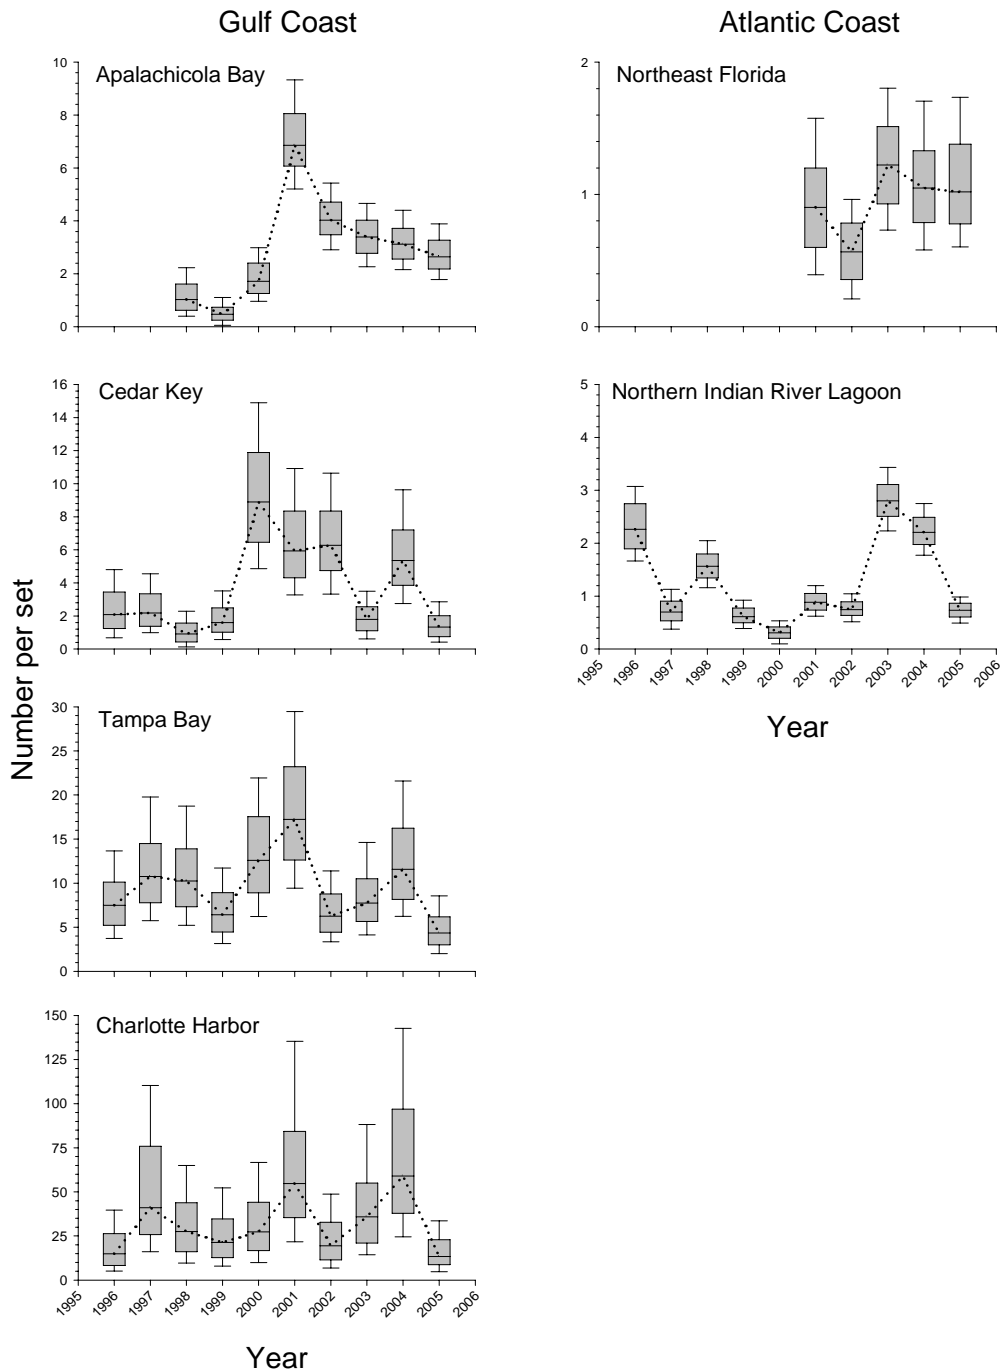 Gulf Coast
Atlantic Coast
Apalachicola Bay
10
8
6
4
2
0
Northeast Florida
2
1
0
Cedar Key
16
14
12
10
8
6
4
2
0
Northern Indian River Lagoon
5
4
3
2
1
0
1995 1996 1997 1998 1999 2000 2001 2002 2003 2004 2005 2006
Year
Number per set
Tampa Bay
30
25
20
15
10
5
0
Charlotte Harbor
150
125
100
75
50
25
0
1995 1996 1997 1998 1999 2000 2001 2002 2003 2004 2005 2006
Year